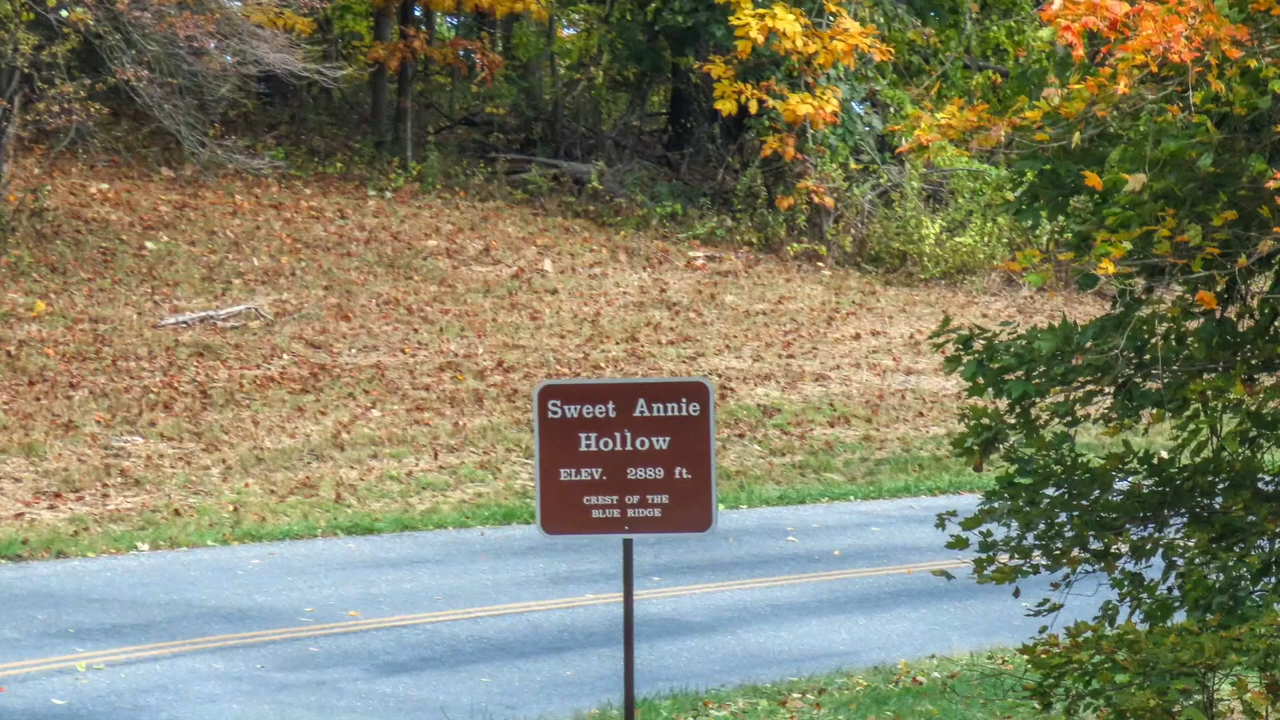 Sweet Annie
Hollow
ELEV. 2889 ft.
CREST OF THE
BLUE RIDGE